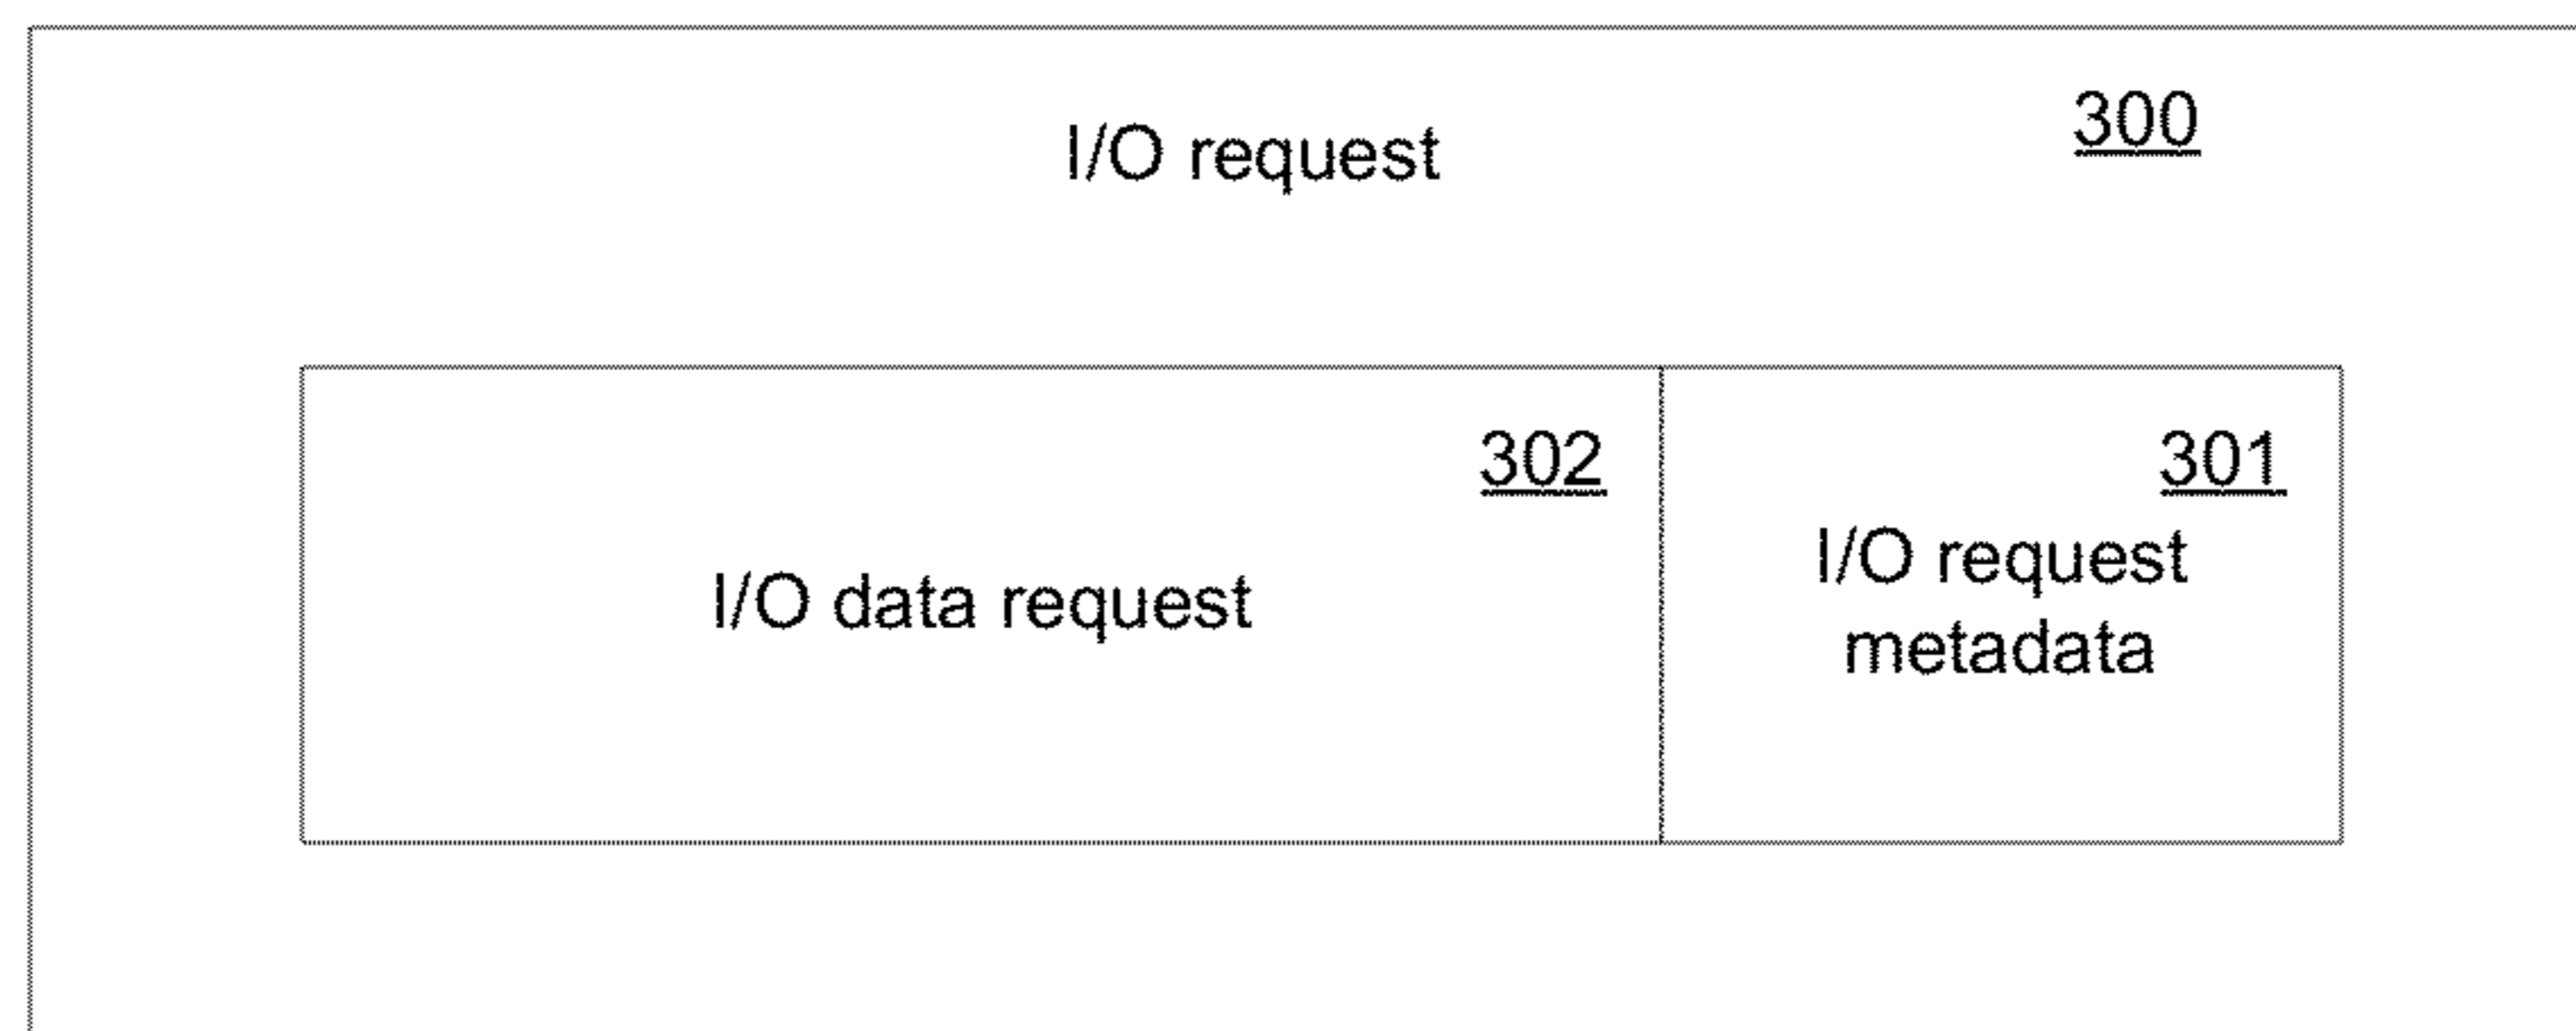 I/O request
300
302
I/O data request
301
I/O request
metadata